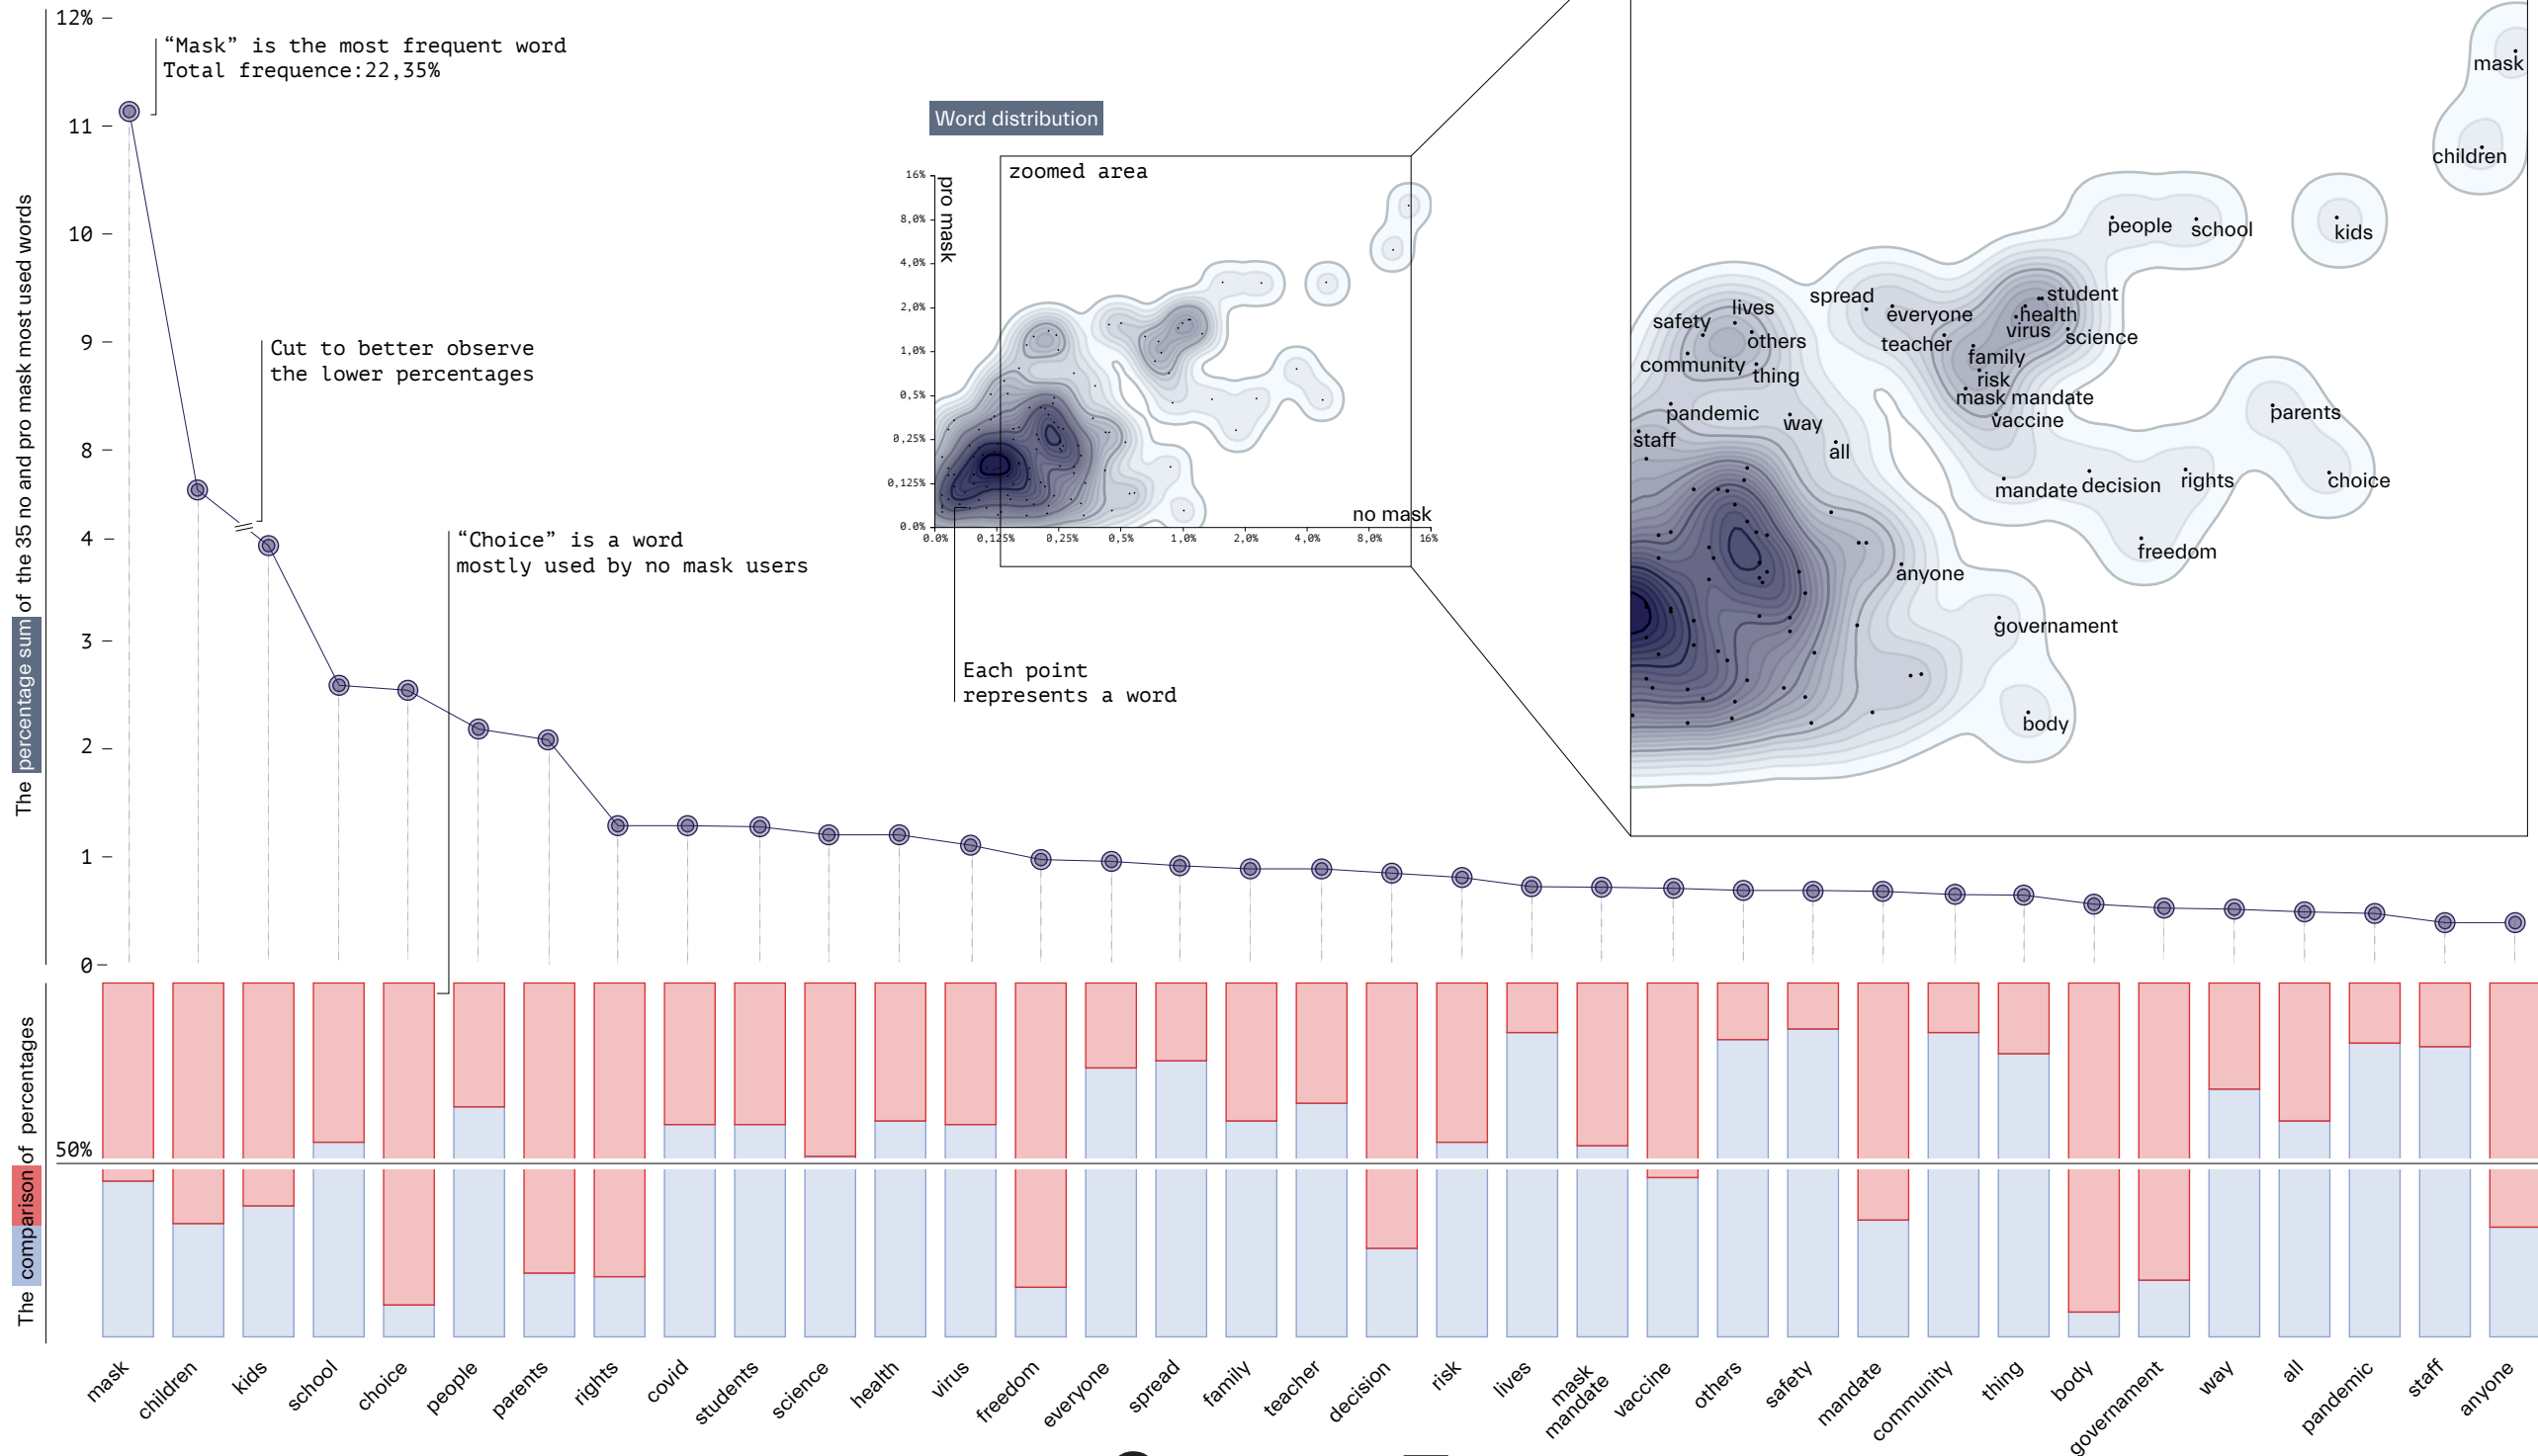 12%
11
10
9
8
4
3
2
1
0
The percentage sum of the 35 no and pro mask most used words
“Mask” is the most frequent word
Total frequence:22,35%
Cut to better observe
the lower percentages
“Choice” is a word
mostly used by no mask users
Word distribution
zoomed area
pro mask
16%
8,0%
4,0%
2,0%
1,0%
0,5%
0,25%
0,125%
0.0%
no mask
0.0%
0,125%
0,25%
0,5%
1,0%
2,0%
4,0%
8,0%
16%
Each point
represents a word
mask
children
people
school
kids
lives
spread
student
safety
everyone
health
others
teacher
virus
science
community
family
thing
risk
mask mandate
pandemic
way
vaccine
parents
staff
all
mandate
decision
rights
choice
freedom
anyone
governament
body
The comparison of percentages
50%
mask
children
kids
school
choice
people
parents
rights
covid
students
science
health
virus
freedom
everyone
spread
family
teacher
decision
risk
lives
mask
mandate
vaccine
others
safety
mandate
community
thing
body
governament
way
all
pandemic
staff
anyone